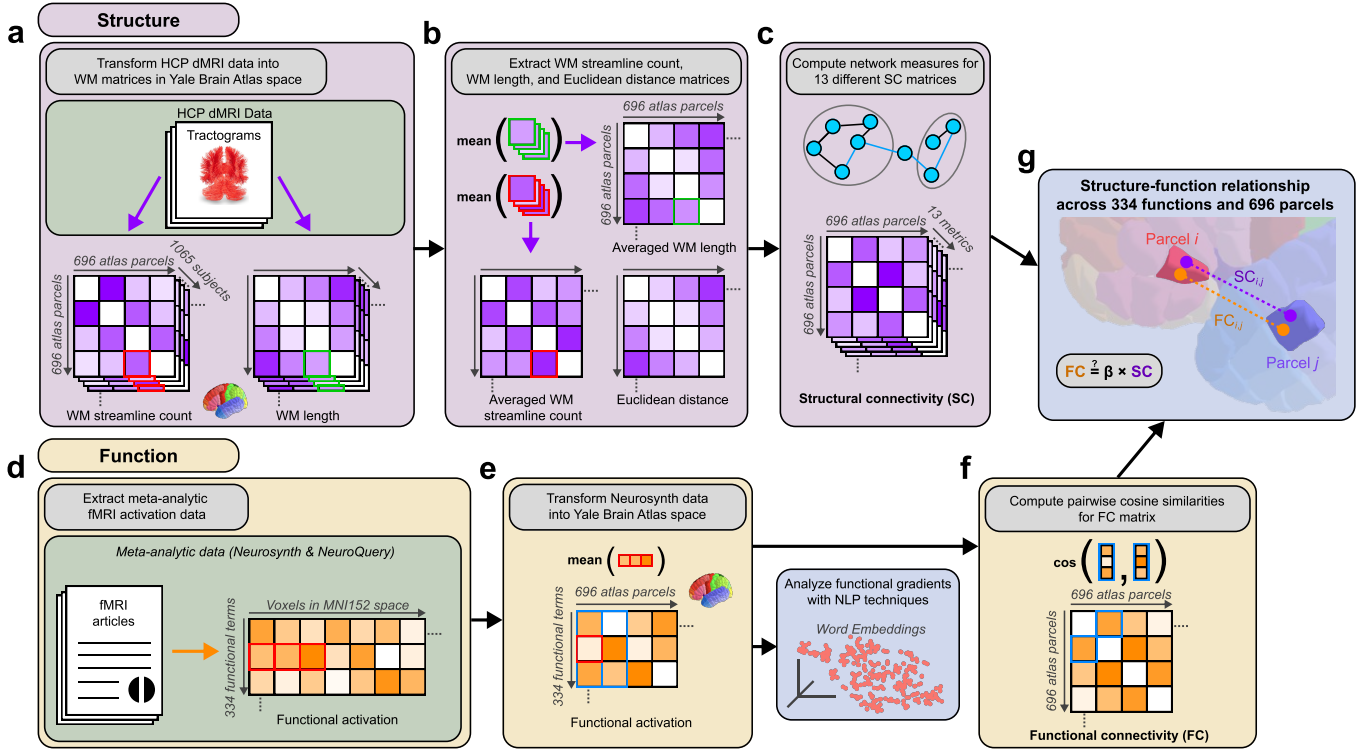 a
Structure
Transform HCP dMRI data into
WM matrices in Yale Brain Atlas space
HCP dMRI Data
Tractograms
696 atlas parcels
1065 subjects
696 atlas parcels
WM streamline count
WM length
b
Extract WM streamline count,
WM length, and Euclidean distance matrices
mean ( )
696 atlas parcels
696 atlas parcels
mean ( )
Averaged WM length
Averaged WM
streamline count
Euclidean distance
c
Compute network measures for
13 different SC matrices
696 atlas parcels
13 metrics
696 atlas parcels
Structural connectivity (SC)
g
Structure-function relationship
across 334 functions and 696 parcels
Parcel i
SCi,j
FCi,j
Parcel j
FC ?= β × SC
d
Function
Extract meta-analytic
fMRI activation data
Meta-analytic data (Neurosynth & NeuroQuery)
fMRI
articles
Voxels in MNI152 space
334 functional terms
Functional activation
e
Transform Neurosynth data
into Yale Brain Atlas space
mean ( )
696 atlas parcels
334 functional terms
Functional activation
Analyze functional gradients
with NLP techniques
Word Embeddings
f
Compute pairwise cosine similarities
for FC matrix
cos ( , )
696 atlas parcels
696 atlas parcels
Functional connectivity (FC)